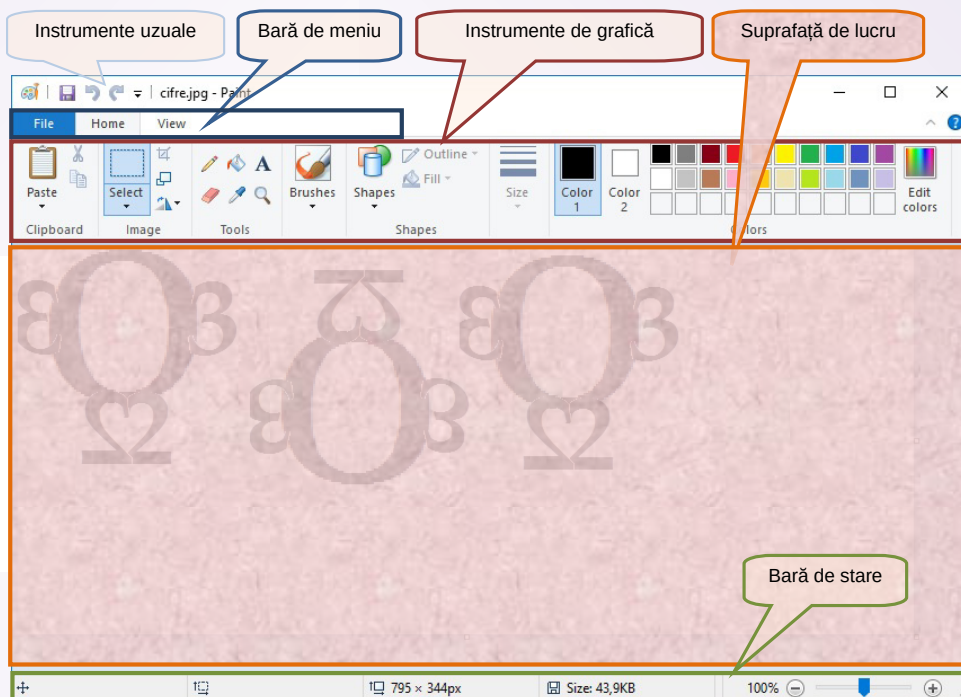 Instrumente uzuale
Bară de meniu
Instrumente de grafică
Suprafață de lucru
cifre.jpg - Paint
File Home View
Outline
Fill
Paste Select Brushes Shapes Size Color 1 Color 2 Edit colors
Clipboard Image Tools Shapes
Bară de stare
795 × 344px Size: 43,9KB 100%